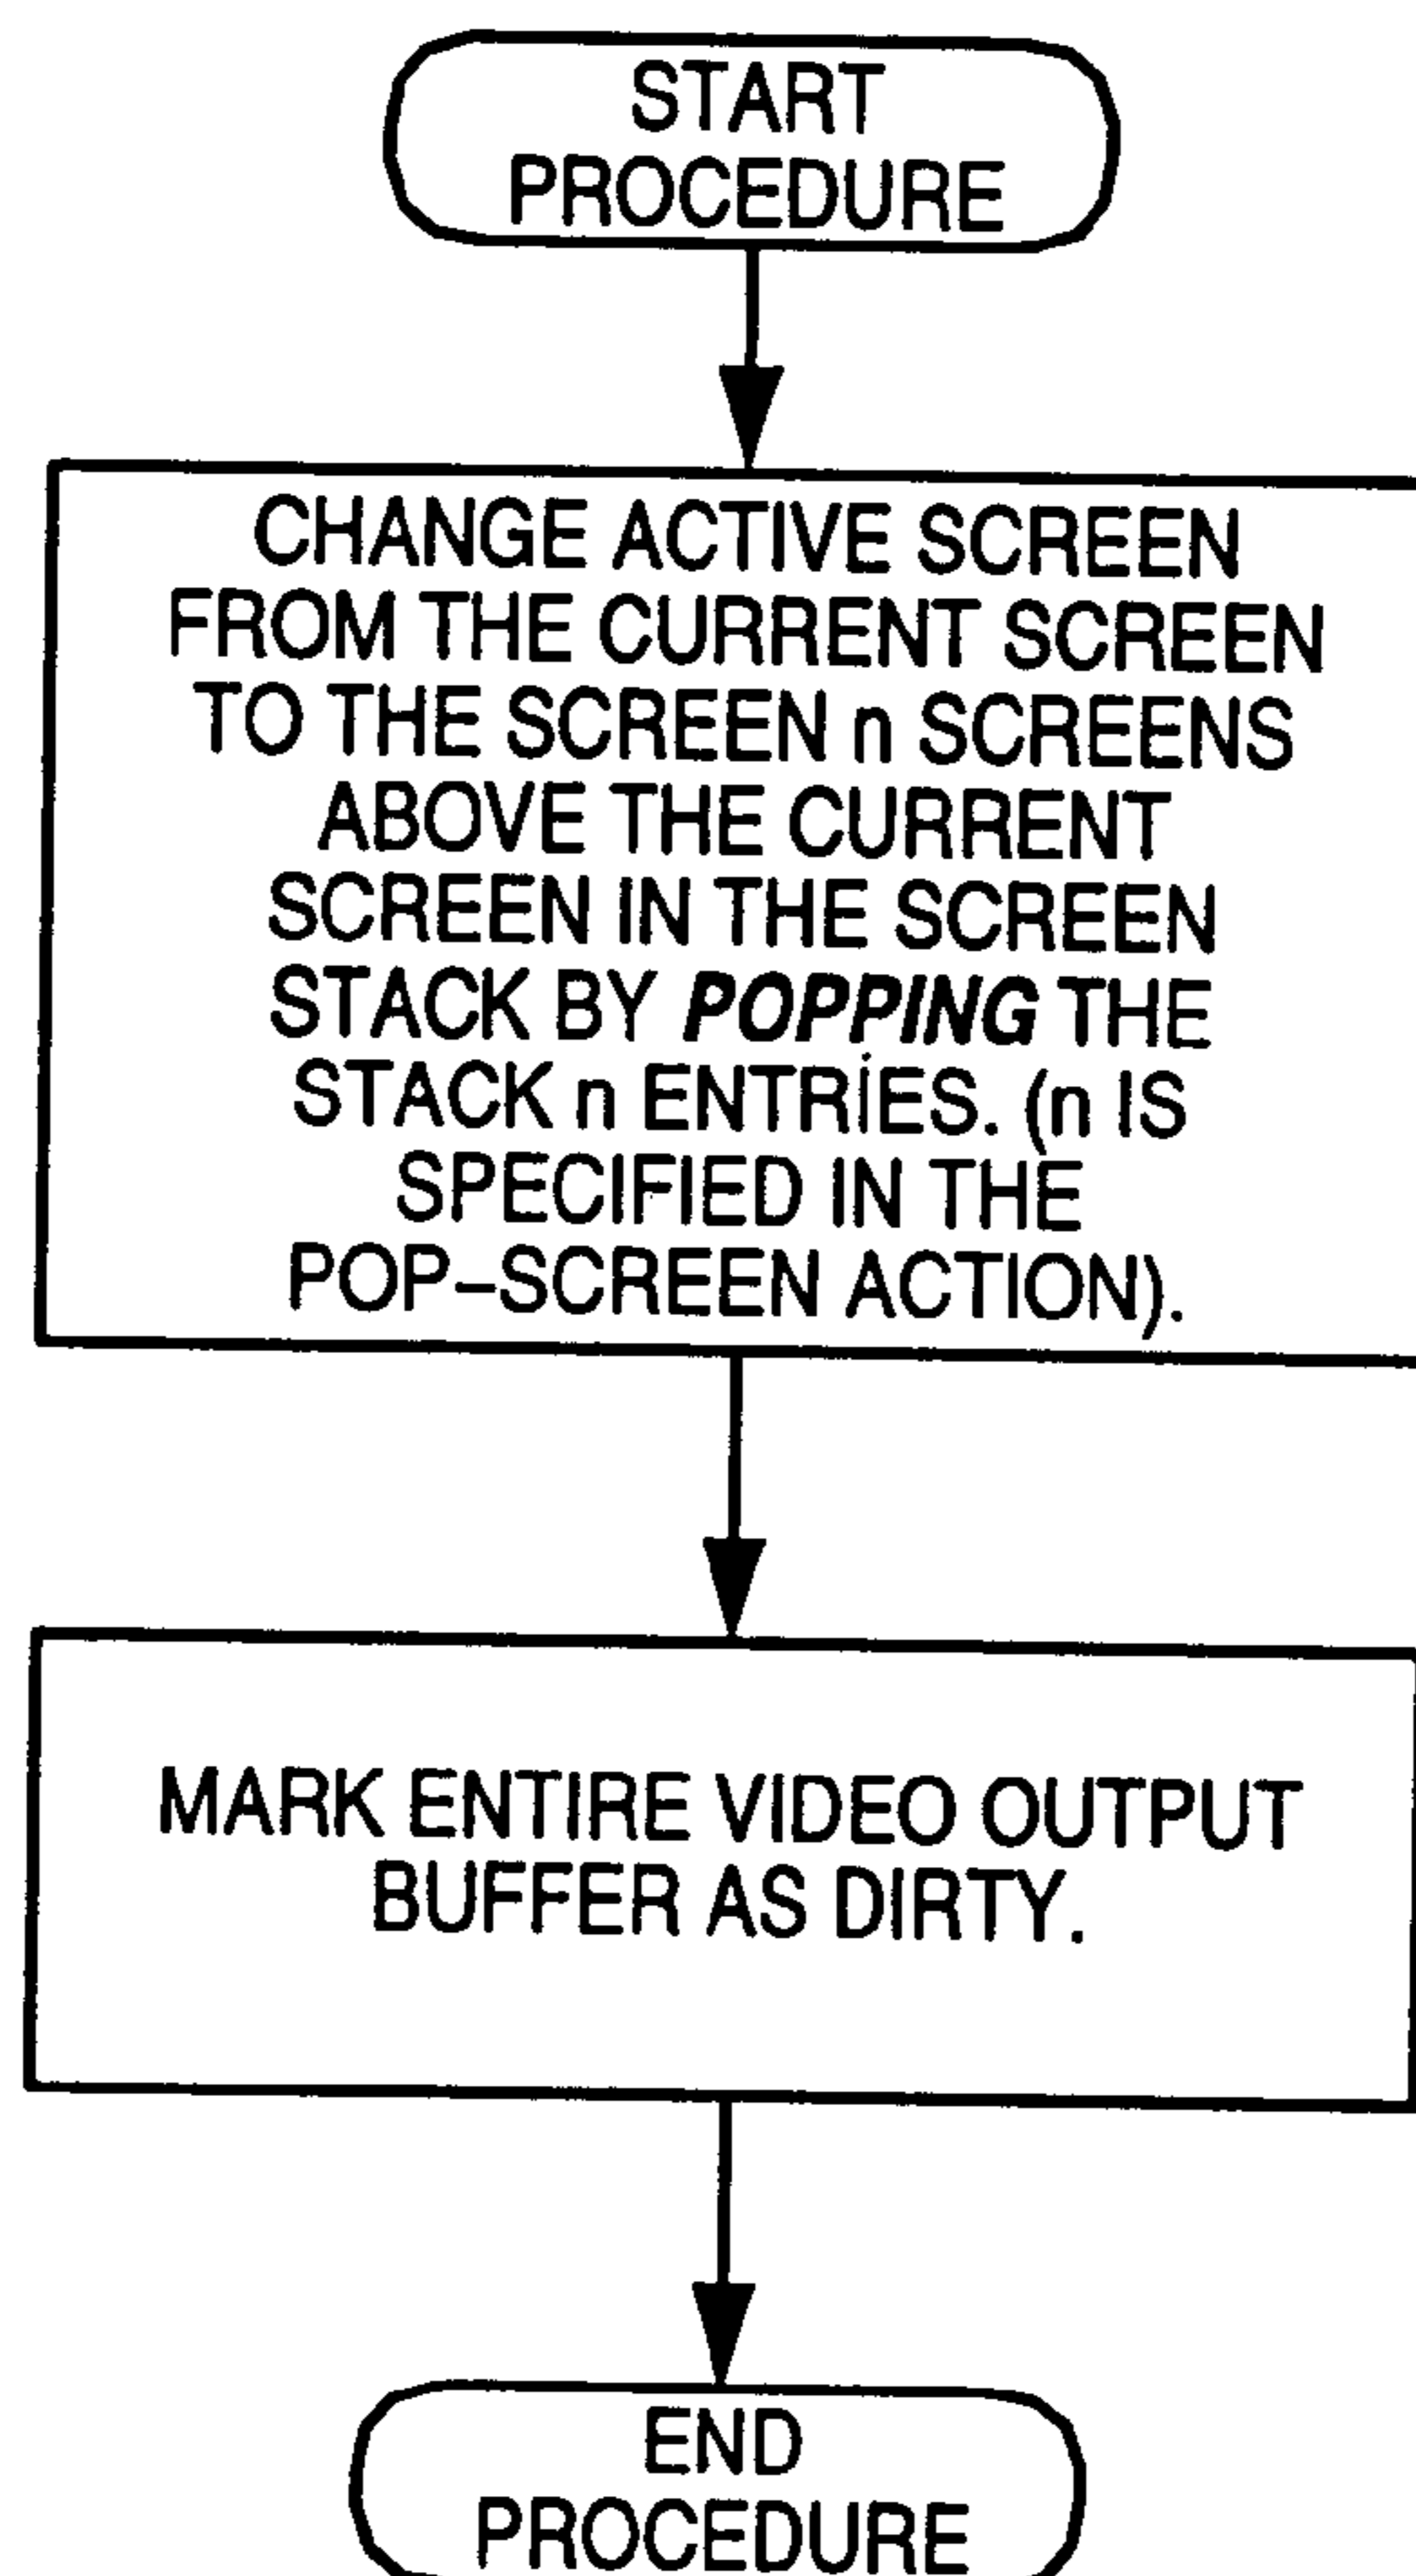 START
PROCEDURE
CHANGE ACTIVE SCREEN
FROM THE CURRENT SCREEN
TO THE SCREEN n SCREENS
ABOVE THE CURRENT
SCREEN IN THE SCREEN
STACK BY POPPING THE
STACK n ENTRIES. (n IS
SPECIFIED IN THE
POP-SCREEN ACTION).
MARK ENTIRE VIDEO OUTPUT
BUFFER AS DIRTY.
END
PROCEDURE